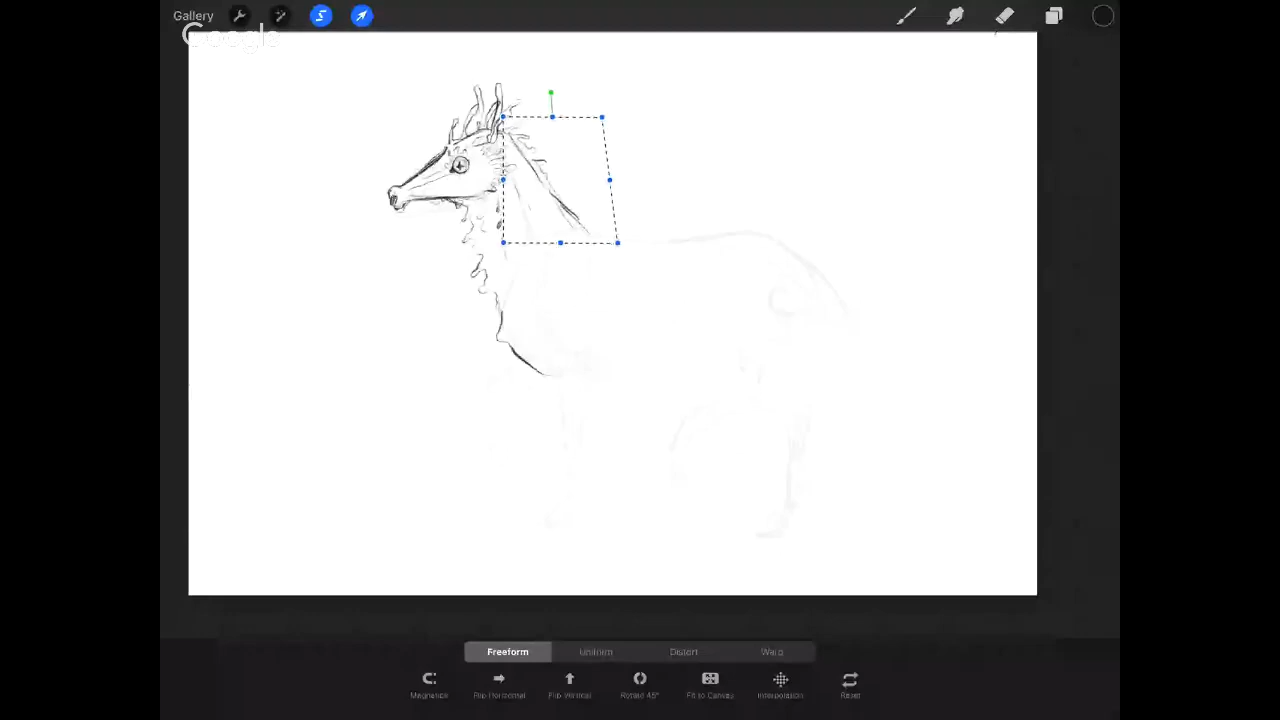 Gallery
Google
Freeform
Uniform
Distort
Warp
Magnetics
Flip Horizontal
Flip Vertical
Rotate 45°
Fit to Canvas
Interpolation
Reset